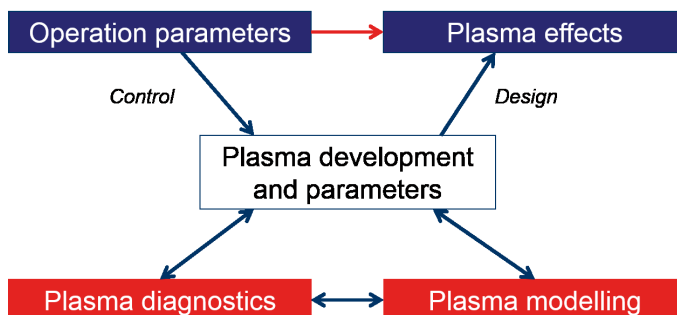 Operation parameters
Plasma effects
Control
Design
Plasma development
and parameters
Plasma diagnostics
Plasma modelling